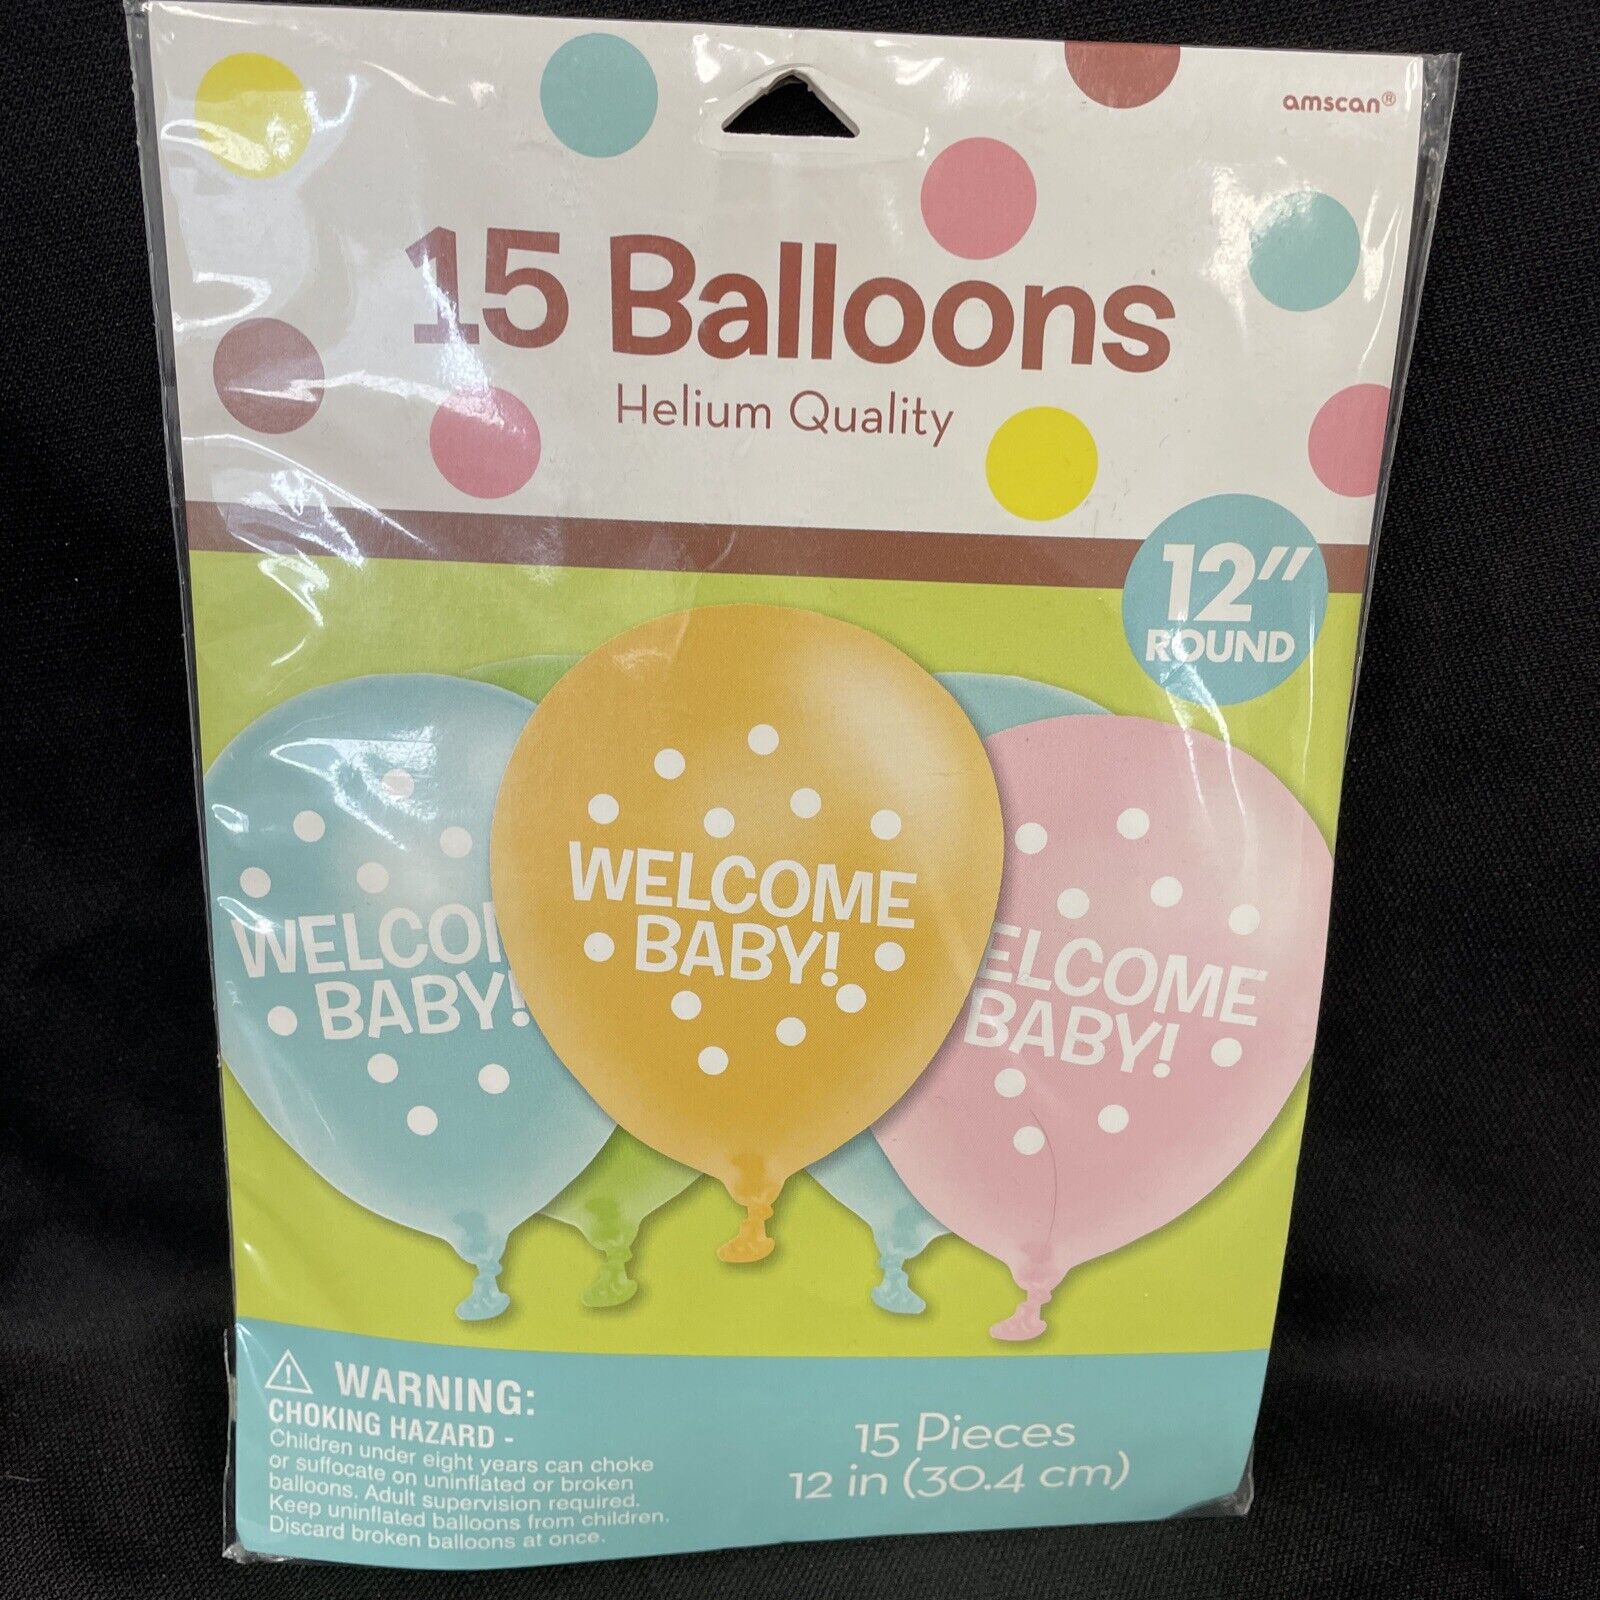 amscan®
15 Balloons
Helium Quality
12"
ROUND
WELCO
BABY!
WELCOME
BABY!
ELCOME
BABY!
WARNING:
CHOKING HAZARD -
Children under eight years can choke
or suffocate on uninflated or broken
balloons. Adult supervision required.
Keep uninflated balloons from children.
Discard broken balloons at once.
15 Pieces
12 in (30.4 cm)